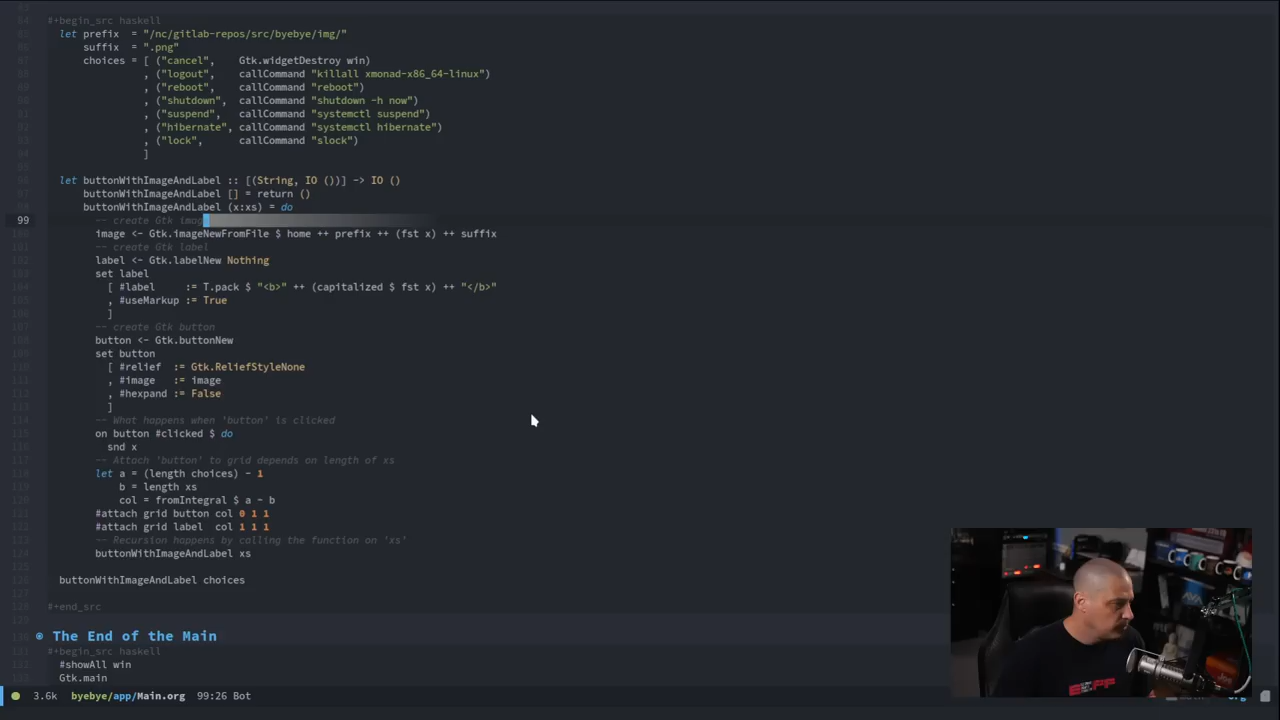 #+begin_src haskell
let prefix = "/nc/gitlab-repos/src/byebye/img/"
suffix = ".png"
choices = [ ("cancel", Gtk.widgetDestroy win)
, ("logout", callCommand "killall xmonad-x86_64-linux")
, ("reboot", callCommand "reboot")
, ("shutdown", callCommand "shutdown -h now")
, ("suspend", callCommand "systemctl suspend")
, ("hibernate", callCommand "systemctl hibernate")
, ("lock", callCommand "slock")
]
let buttonWithImageAndLabel :: [(String, IO ())] -> IO ()
buttonWithImageAndLabel [] = return ()
buttonWithImageAndLabel (x:xs) = do
99 -- create Gtk imag
image <- Gtk.imageNewFromFile $ home ++ prefix ++ (fst x) ++ suffix
-- create Gtk label
label <- Gtk.labelNew Nothing
set label
[ #label := T.pack $ "<b>" ++ (capitalized $ fst x) ++ "</b>"
, #useMarkup := True
]
-- create Gtk button
button <- Gtk.buttonNew
set button
[ #relief := Gtk.ReliefStyleNone
, #image := image
, #hexpand := False
]
-- What happens when 'button' is clicked
on button #clicked $ do
snd x
-- Attach 'button' to grid depends on length of xs
let a = (length choices) - 1
b = length xs
col = fromIntegral $ a - b
#attach grid button col 0 1 1
#attach grid label col 1 1 1
-- Recursion happens by calling the function on 'xs'
buttonWithImageAndLabel xs
buttonWithImageAndLabel choices
#+end_src
The End of the Main
#+begin_src haskell
#showAll win
Gtk.main
3.6k byebye/app/Main.org 99:26 Bot